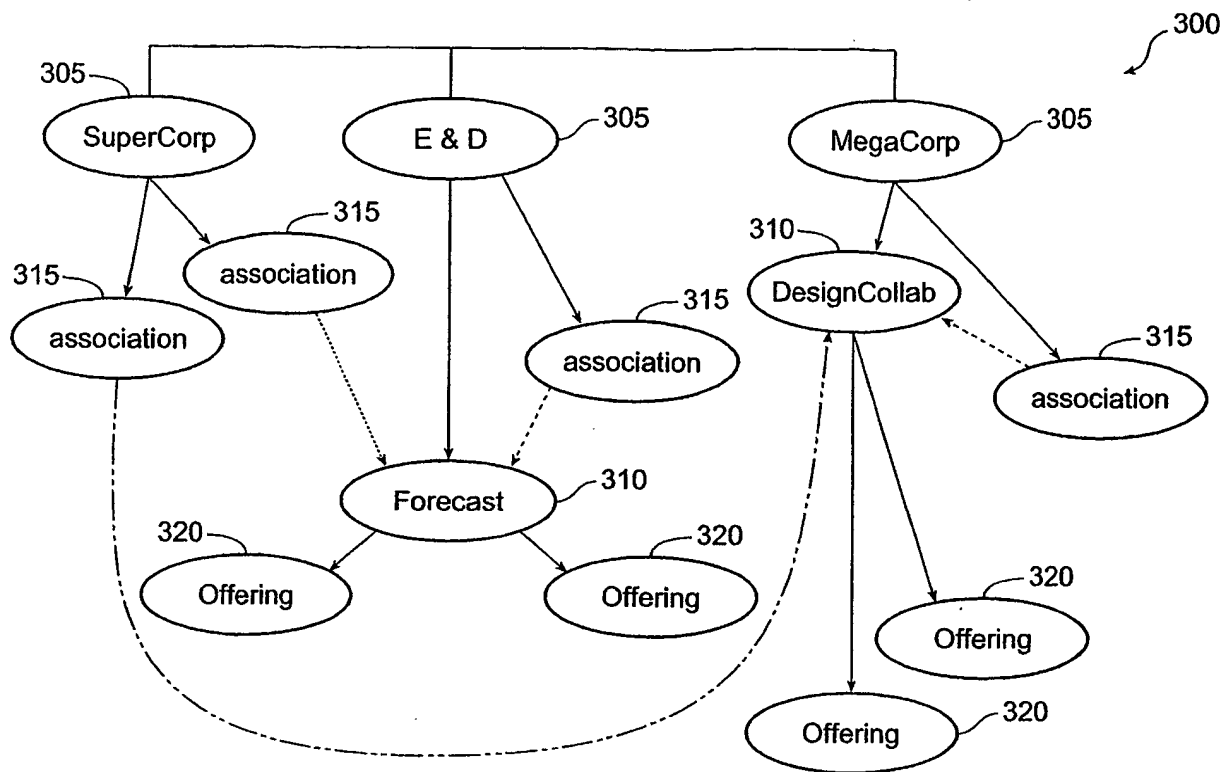 300
305
SuperCorp
E & D
305
MegaCorp
305
315
association
315
association
310
DesignCollab
315
association
315
association
Forecast
310
320
Offering
320
Offering
320
Offering
Offering
320